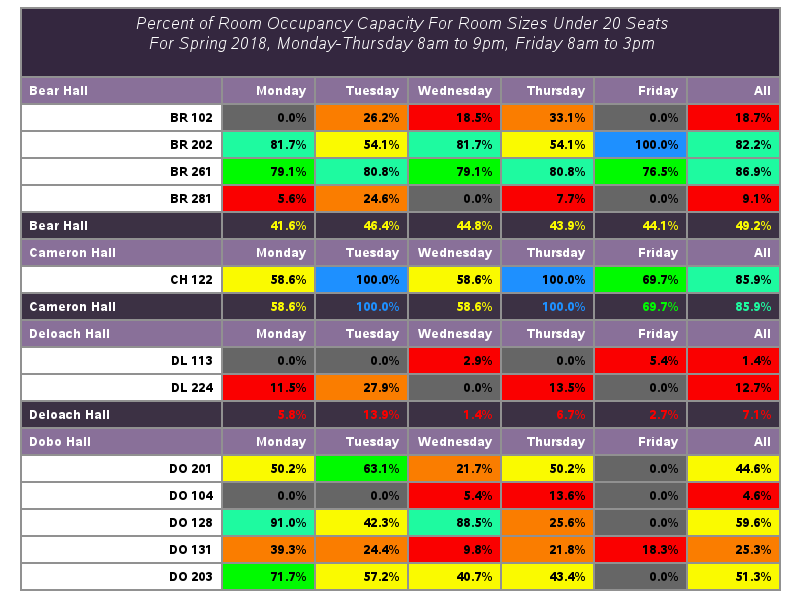 Percent of Room Occupancy Capacity For Room Sizes Under 20 Seats
For Spring 2018, Monday-Thursday 8am to 9pm, Friday 8am to 3pm
Bear Hall Monday Tuesday Wednesday Thursday Friday All
BR 102 0.0% 26.2% 18.5% 33.1% 0.0% 18.7%
BR 202 81.7% 54.1% 81.7% 54.1% 100.0% 82.2%
BR 261 79.1% 80.8% 79.1% 80.8% 76.5% 86.9%
BR 281 5.6% 24.6% 0.0% 7.7% 0.0% 9.1%
Bear Hall 41.6% 46.4% 44.8% 43.9% 44.1% 49.2%
Cameron Hall Monday Tuesday Wednesday Thursday Friday All
CH 122 58.6% 100.0% 58.6% 100.0% 69.7% 85.9%
Cameron Hall 58.6% 100.0% 58.6% 100.0% 69.7% 85.9%
Deloach Hall Monday Tuesday Wednesday Thursday Friday All
DL 113 0.0% 0.0% 2.9% 0.0% 5.4% 1.4%
DL 224 11.5% 27.9% 0.0% 13.5% 0.0% 12.7%
Deloach Hall 5.8% 13.9% 1.4% 6.7% 2.7% 7.1%
Dobo Hall Monday Tuesday Wednesday Thursday Friday All
DO 201 50.2% 63.1% 21.7% 50.2% 0.0% 44.6%
DO 104 0.0% 0.0% 5.4% 13.6% 0.0% 4.6%
DO 128 91.0% 42.3% 88.5% 25.6% 0.0% 59.6%
DO 131 39.3% 24.4% 9.8% 21.8% 18.3% 25.3%
DO 203 71.7% 57.2% 40.7% 43.4% 0.0% 51.3%